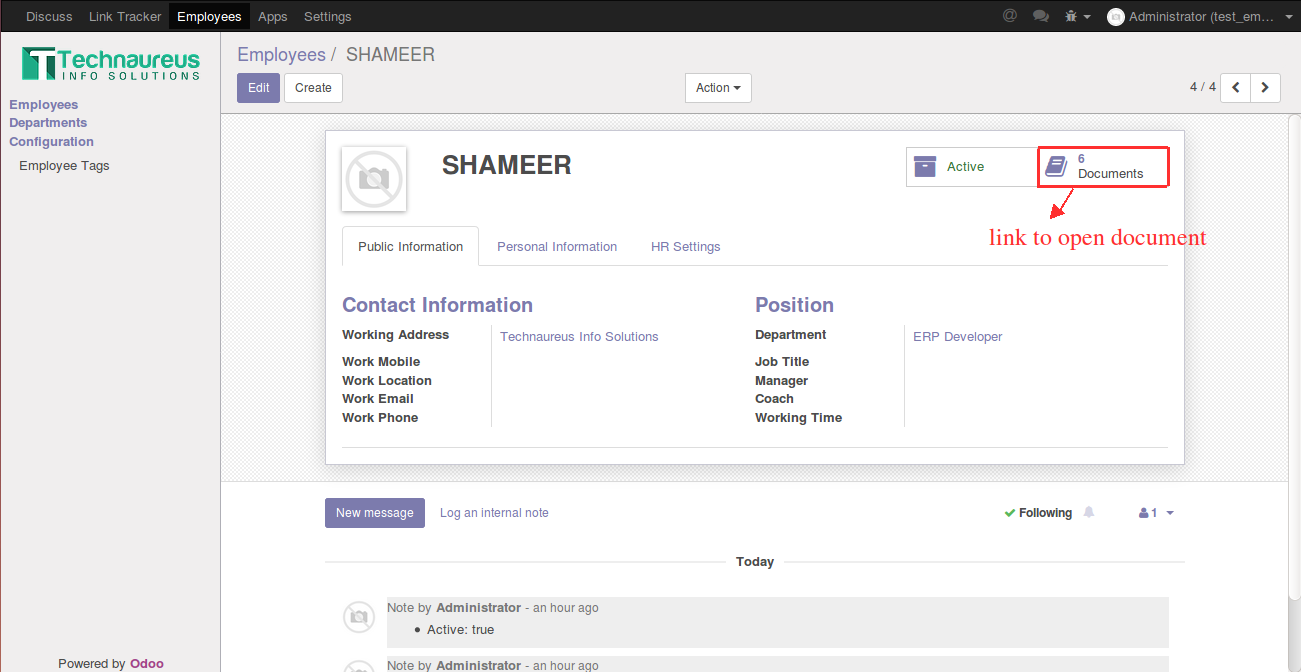 Discuss Link Tracker Employees Apps Settings @ Administrator (test_em...
Technaureus
INFO SOLUTIONS
Employees
Departments
Configuration
Employee Tags
Powered by Odoo
Employees / SHAMEER
Edit Create Action 4 / 4
SHAMEER
Active
6
Documents
link to open document
Public Information Personal Information HR Settings
Contact Information
Working Address Technaureus Info Solutions
Work Mobile
Work Location
Work Email
Work Phone
Position
Department ERP Developer
Job Title
Manager
Coach
Working Time
New message Log an internal note Following 1
Today
Note by Administrator - an hour ago
• Active: true
Note by Administrator - an hour ago